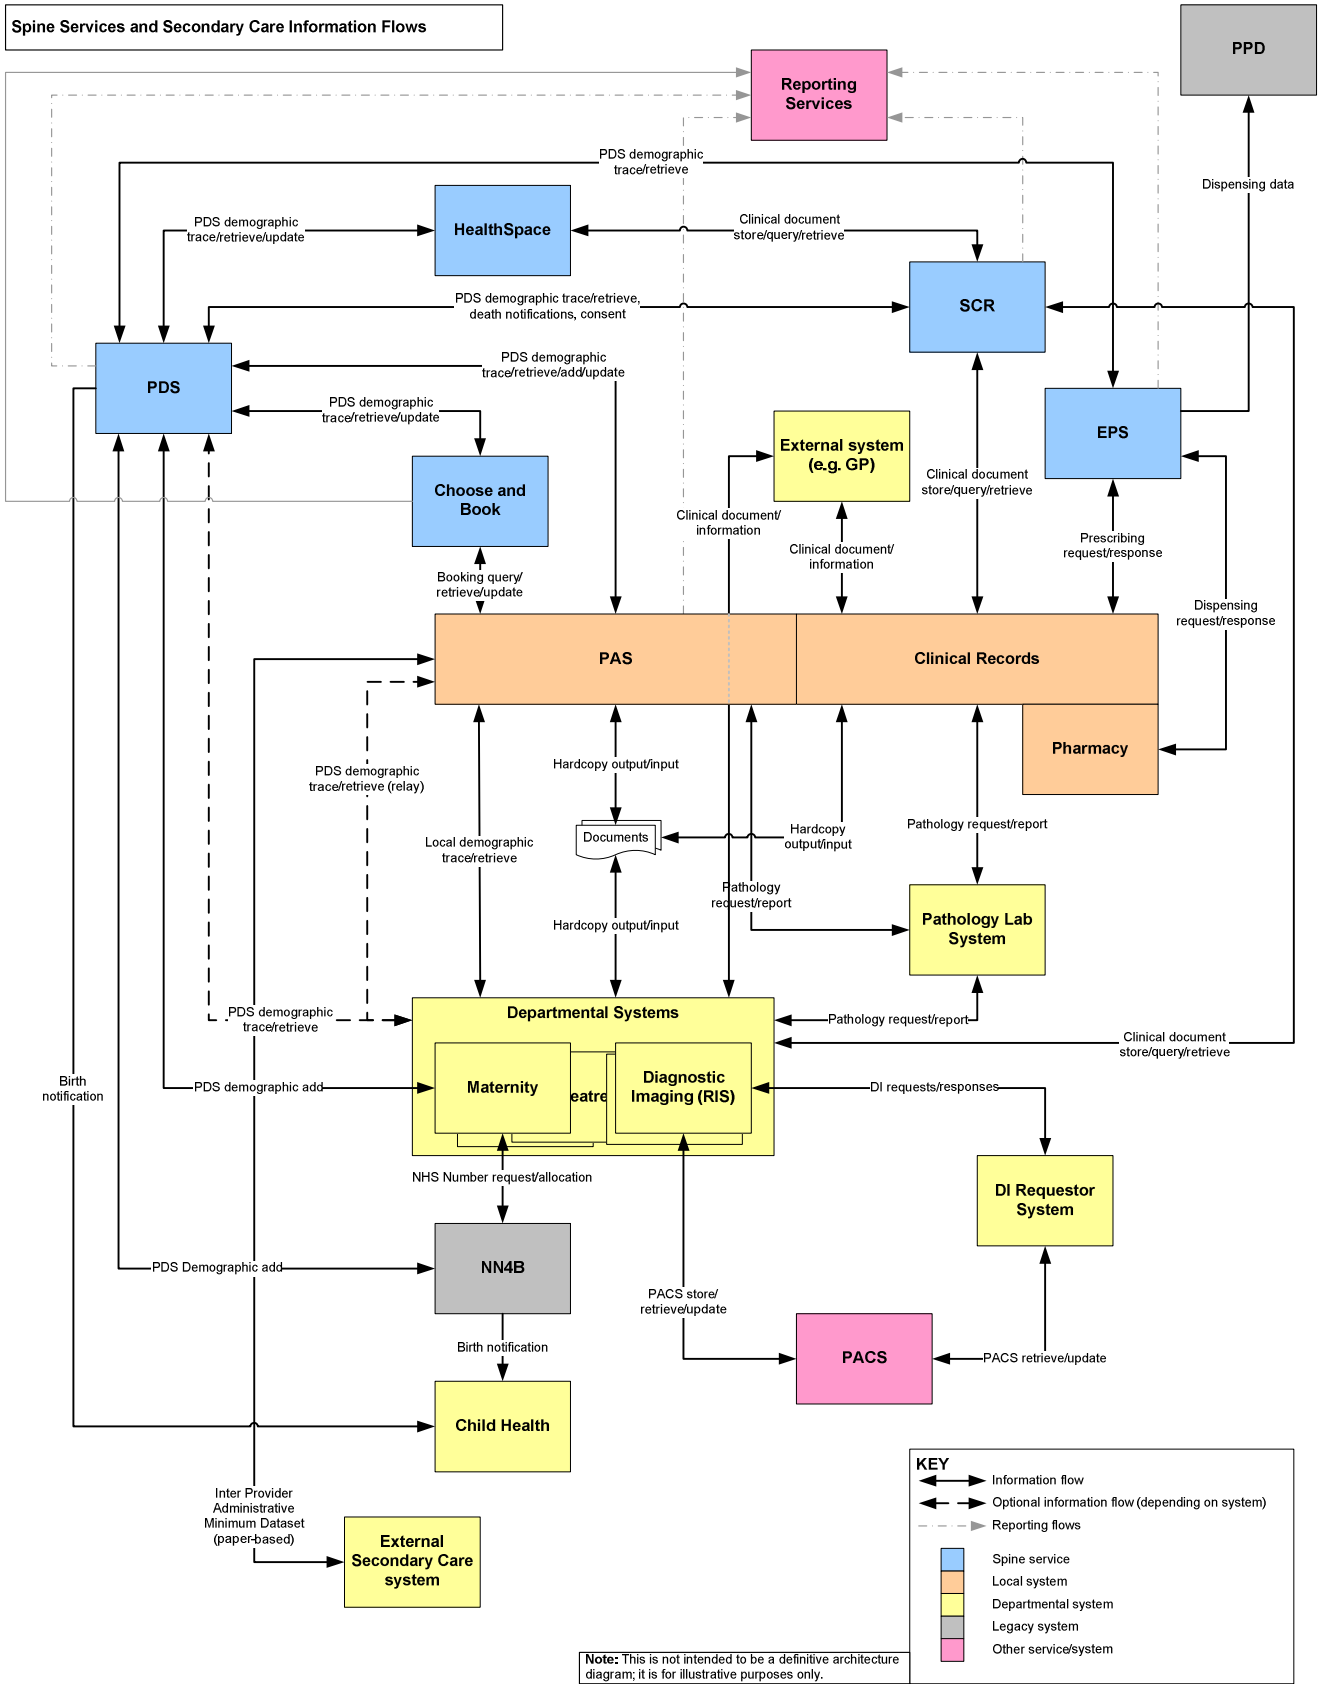 Spine Services and Secondary Care Information Flows
PPD
Reporting
Services
PDS demographic
trace/retrieve
Dispensing data
HealthSpace
PDS demographic
trace/retrieve/update
Clinical document
store/query/retrieve
SCR
PDS demographic trace/retrieve,
death notifications, consent
PDS
PDS demographic
trace/retrieve/add/update
PDS demographic
trace/retrieve/update
EPS
External system
(e.g. GP)
Choose and
Book
Clinical document
store/query/retrieve
Clinical document/
information
Clinical document/
information
Prescribing
request/response
Booking query/
retrieve/update
Dispensing
request/response
PAS
Clinical Records
Pharmacy
Hardcopy output/input
PDS demographic
trace/retrieve (relay)
Documents
Hardcopy
output/input
Pathology request/report
Local demographic
trace/retrieve
Pathology
request/report
Hardcopy output/input
Pathology Lab
System
PDS demographic
trace/retrieve
Departmental Systems
Pathology request/report
Clinical document
store/query/retrieve
Birth
notification
PDS demographic add
Maternity
eatre
Diagnostic
Imaging (RIS)
DI requests/responses
NHS Number request/allocation
DI Requestor
System
PDS Demographic add
NN4B
PACS store/
retrieve/update
Birth notification
PACS
PACS retrieve/update
Child Health
Inter Provider
Administrative
Minimum Dataset
(paper-based)
External
Secondary Care
system
KEY
Information flow
Optional information flow (depending on system)
Reporting flows
Spine service
Local system
Departmental system
Legacy system
Other service/system
Note: This is not intended to be a definitive architecture
diagram; it is for illustrative purposes only.